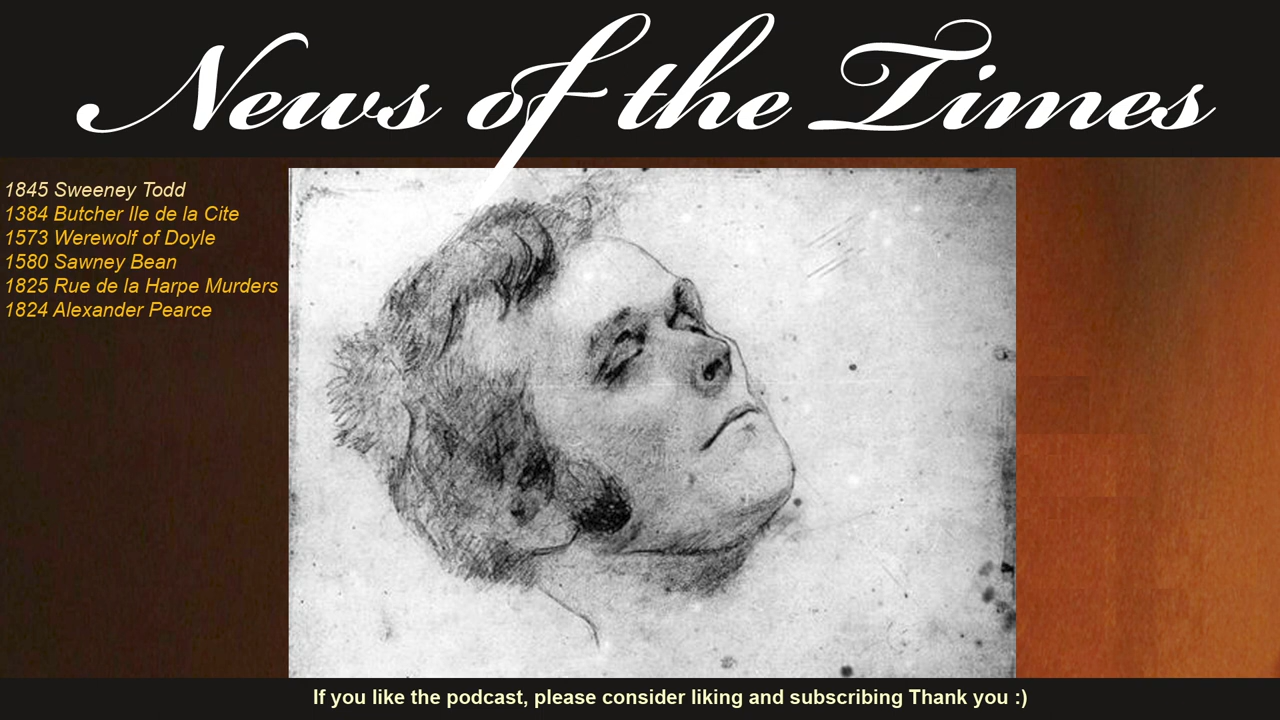 News of the Times
1845 Sweeney Todd
1384 Butcher Ile de la Cite
1573 Werewolf of Doyle
1580 Sawney Bean
1825 Rue de la Harpe Murders
1824 Alexander Pearce
If you like the podcast, please consider liking and subscribing Thank you :)